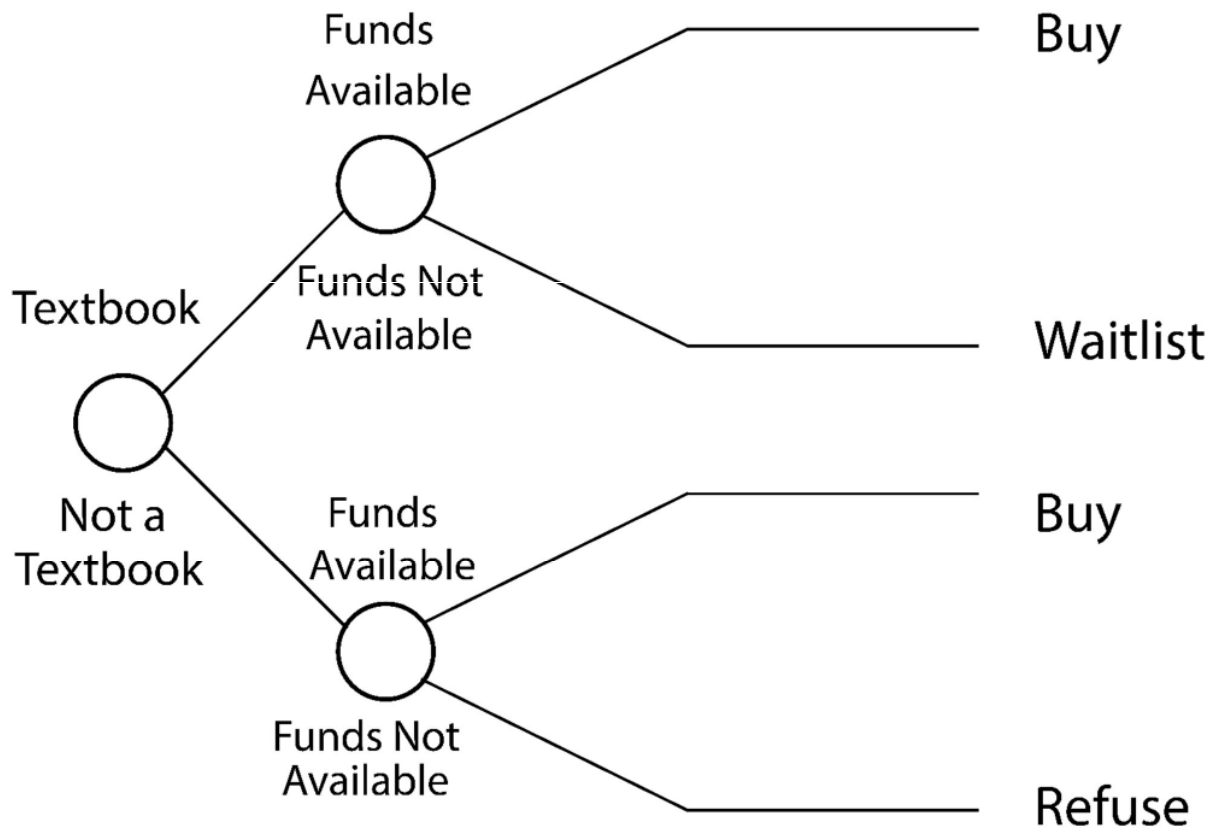 Funds
Available
Buy
Funds Not
Available
Textbook
Waitlist
Not a
Textbook
Funds
Available
Buy
Funds Not
Available
Refuse